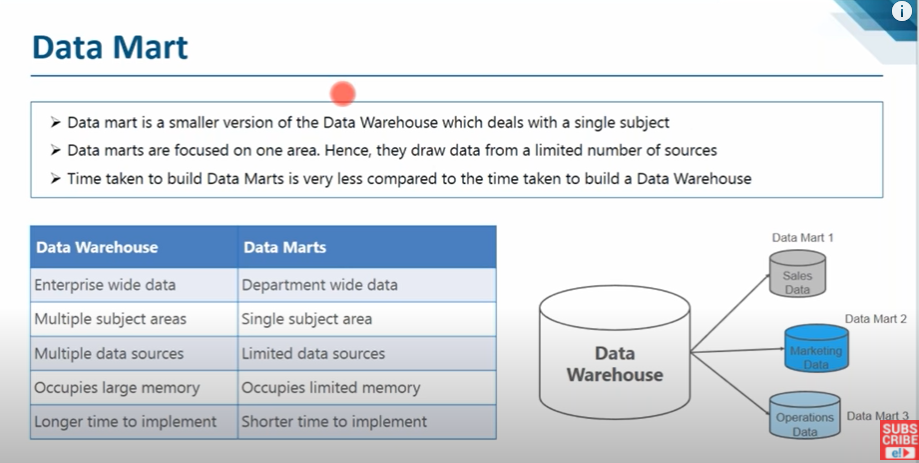 Data Mart
➢ Data mart is a smaller version of the Data Warehouse which deals with a single subject
➢ Data marts are focused on one area. Hence, they draw data from a limited number of sources
➢ Time taken to build Data Marts is very less compared to the time taken to build a Data Warehouse
Data Warehouse Data Marts
Enterprise wide data Department wide data
Multiple subject areas Single subject area
Multiple data sources Limited data sources
Occupies large memory Occupies limited memory
Longer time to implement Shorter time to implement
Data
Warehouse
Data Mart 1
Sales
Data
Data Mart 2
Marketing
Data
Data Mart 3
Operations
Data
SUBS
CRIBE
e!
i